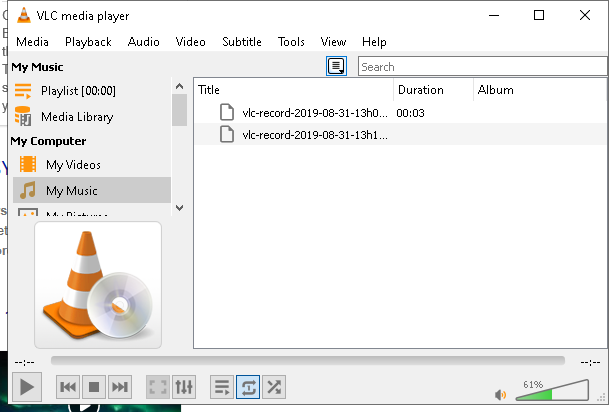 VLC media player
Media Playback Audio Video Subtitle Tools View Help
My Music
Search
Playlist [00:00]
Media Library
My Computer
My Videos
My Music
My Pictures
Title Duration Album
vlc-record-2019-08-31-13h0... 00:03
vlc-record-2019-08-31-13h1...
--:-- --:--
61%